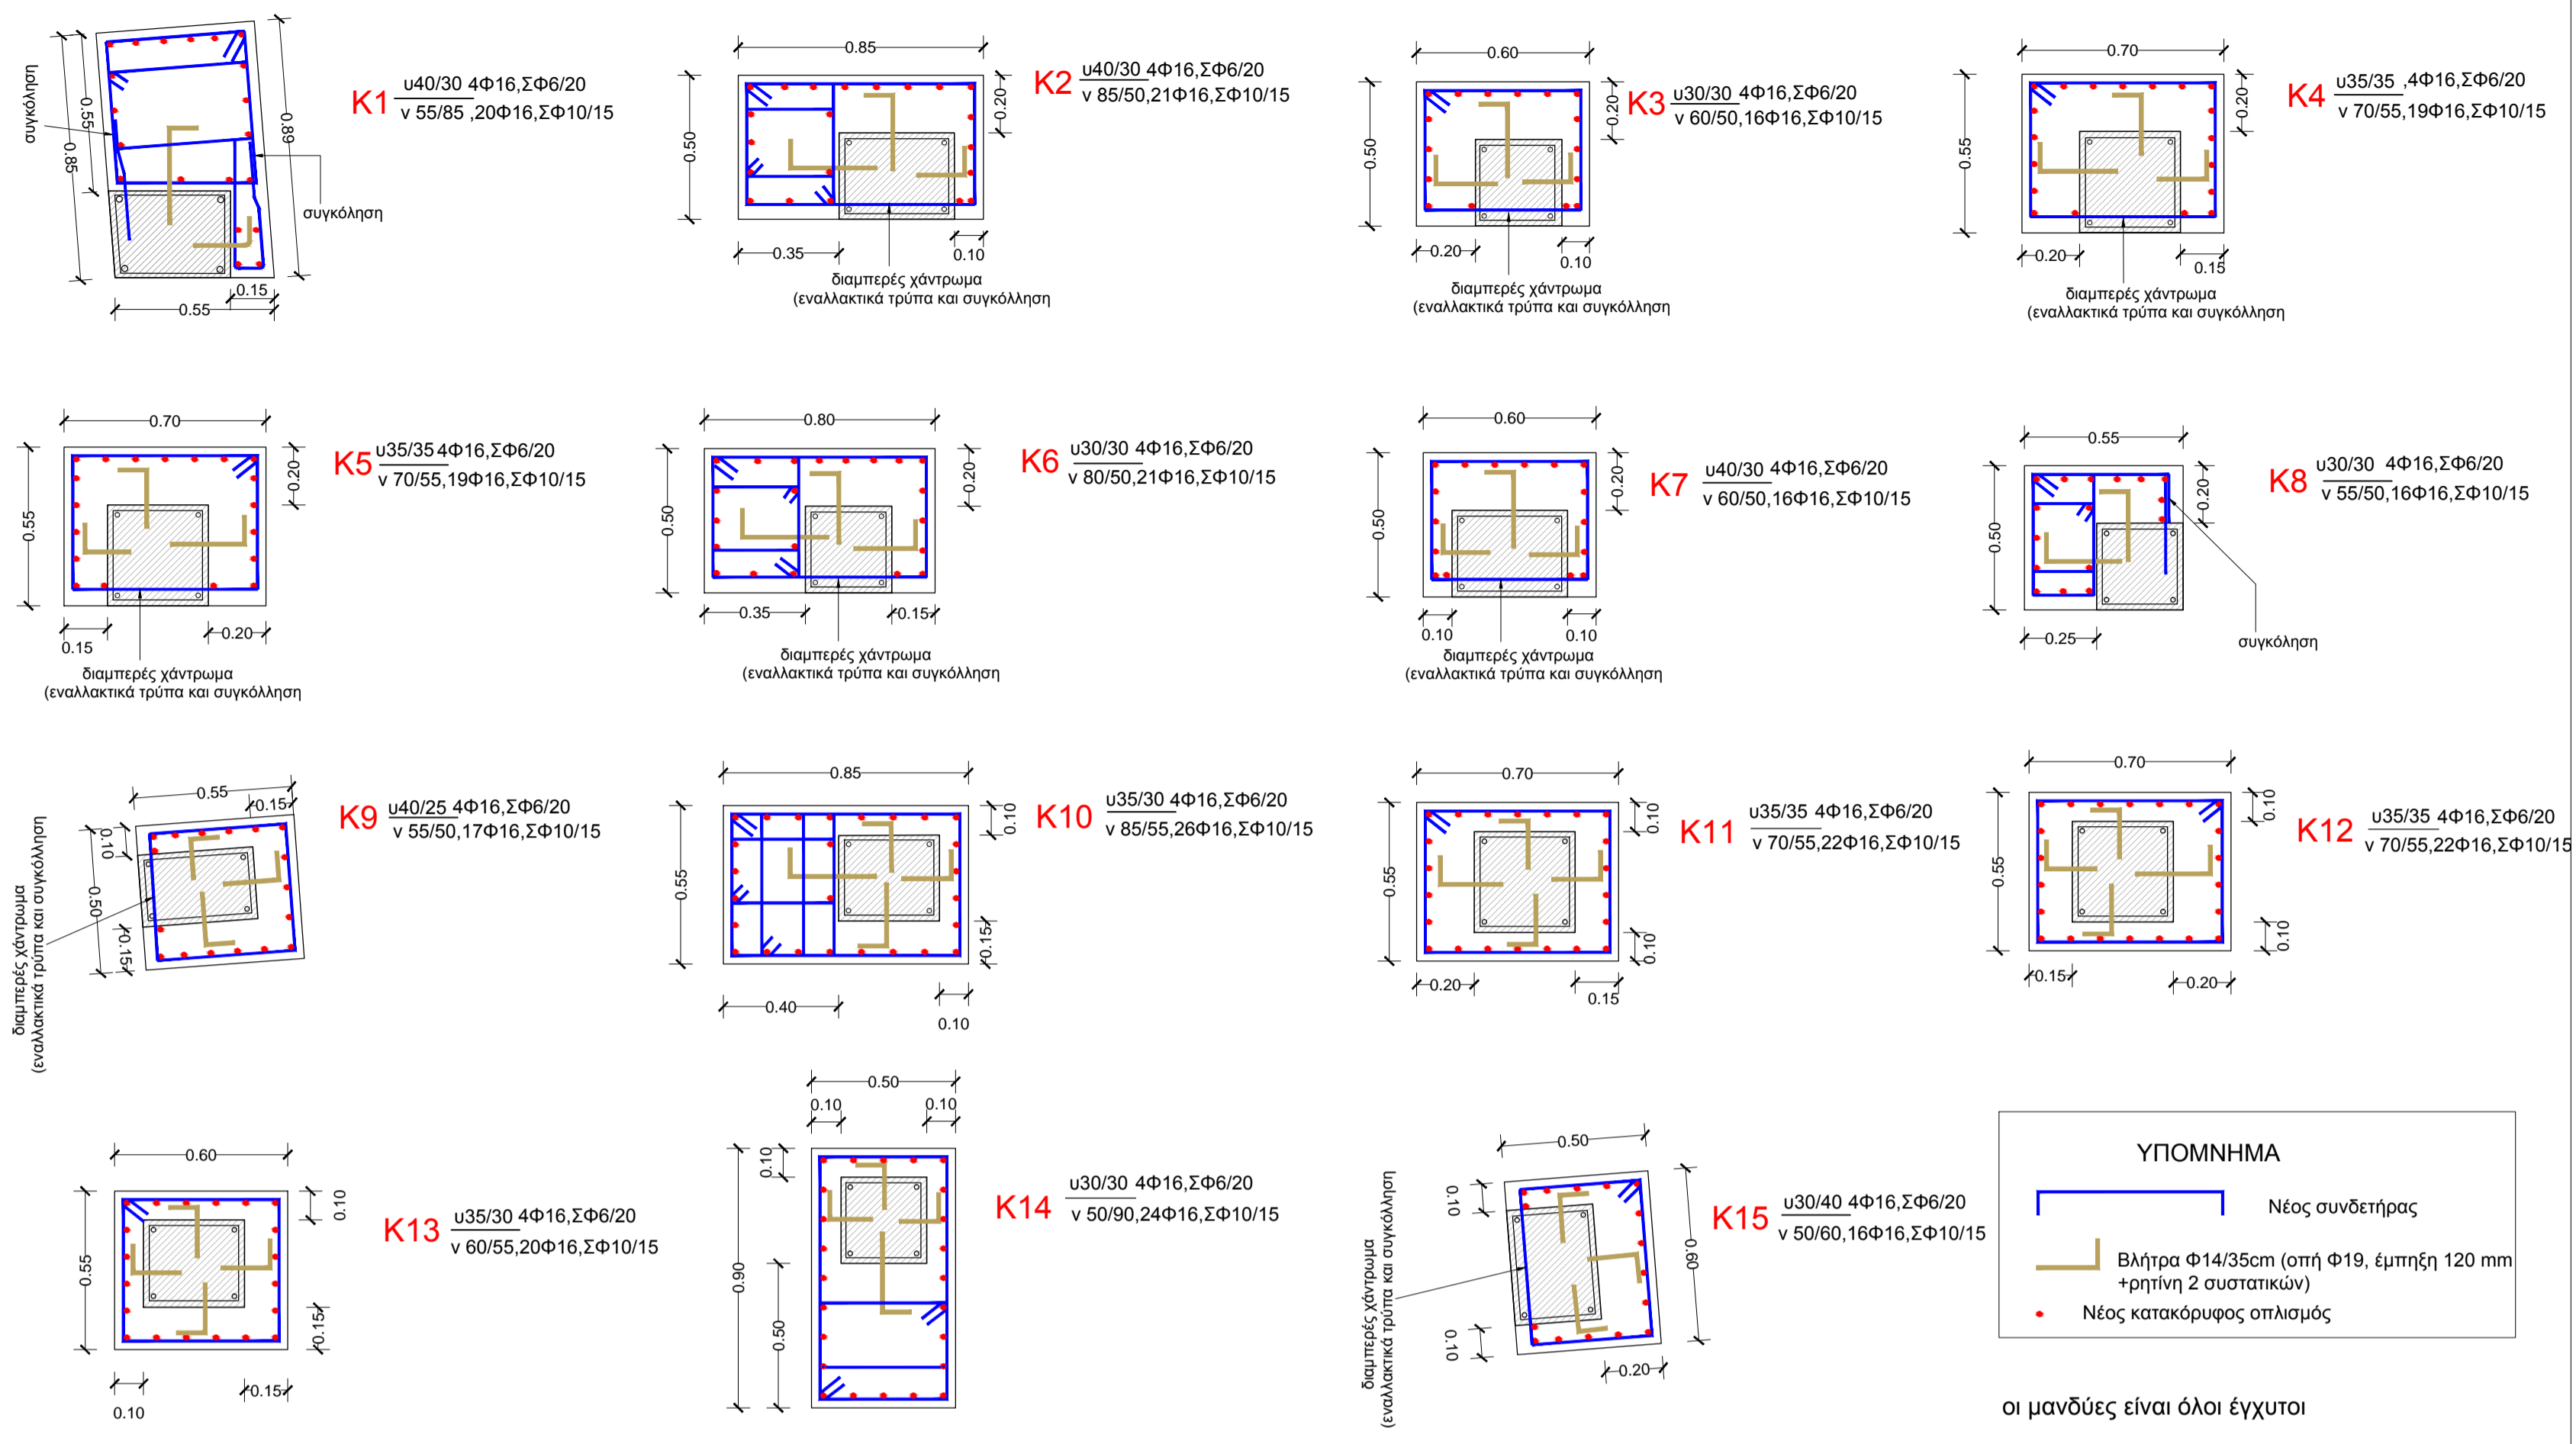 0.89
0.55
0.85
συγκόληση
συγκόληση
0.15
0.55
K1 υ40/30 4Φ16,ΣΦ6/20
ν 55/85 ,20Φ16,ΣΦ10/15
0.85
0.50
0.20
0.35
0.10
διαμπερές χάντρωμα
(εναλλακτικά τρύπα και συγκόλληση
K2 υ40/30 4Φ16,ΣΦ6/20
ν 85/50,21Φ16,ΣΦ10/15
0.60
0.50
0.20
0.20
0.10
διαμπερές χάντρωμα
(εναλλακτικά τρύπα και συγκόλληση
K3 υ30/30 4Φ16,ΣΦ6/20
ν 60/50,16Φ16,ΣΦ10/15
0.70
0.55
0.20
0.20
0.15
διαμπερές χάντρωμα
(εναλλακτικά τρύπα και συγκόλληση
K4 υ35/35 ,4Φ16,ΣΦ6/20
ν 70/55,19Φ16,ΣΦ10/15
0.70
0.55
0.20
0.15
0.20
διαμπερές χάντρωμα
(εναλλακτικά τρύπα και συγκόλληση
K5 υ35/35 4Φ16,ΣΦ6/20
ν 70/55,19Φ16,ΣΦ10/15
0.80
0.50
0.20
0.35
0.15
διαμπερές χάντρωμα
(εναλλακτικά τρύπα και συγκόλληση
K6 υ30/30 4Φ16,ΣΦ6/20
ν 80/50,21Φ16,ΣΦ10/15
0.60
0.50
0.20
0.10
0.10
διαμπερές χάντρωμα
(εναλλακτικά τρύπα και συγκόλληση
K7 υ40/30 4Φ16,ΣΦ6/20
ν 60/50,16Φ16,ΣΦ10/15
0.55
0.50
0.20
0.25
συγκόληση
K8 υ30/30 4Φ16,ΣΦ6/20
ν 55/50,16Φ16,ΣΦ10/15
0.55
0.15
0.10
0.50
0.15
διαμπερές χάντρωμα
(εναλακτικά τρύπα και συγκόλληση
K9 υ40/25 4Φ16,ΣΦ6/20
ν 55/50,17Φ16,ΣΦ10/15
0.85
0.55
0.10
0.15
0.40
0.10
K10 υ35/30 4Φ16,ΣΦ6/20
ν 85/55,26Φ16,ΣΦ10/15
0.70
0.55
0.10
0.10
0.20
0.15
K11 υ35/35 4Φ16,ΣΦ6/20
ν 70/55,22Φ16,ΣΦ10/15
0.70
0.55
0.10
0.10
0.15
0.20
K12 υ35/35 4Φ16,ΣΦ6/20
ν 70/55,22Φ16,ΣΦ10/15
0.60
0.55
0.10
0.15
0.10
0.15
K13 υ35/30 4Φ16,ΣΦ6/20
ν 60/55,20Φ16,ΣΦ10/15
0.50
0.10
0.10
0.10
0.90
0.50
K14 υ30/30 4Φ16,ΣΦ6/20
ν 50/90,24Φ16,ΣΦ10/15
0.50
0.10
0.60
0.10
0.20
διαμπερές χάντρωμα
(εναλλακτικά τρύπα και συγκόλληση
K15 υ30/40 4Φ16,ΣΦ6/20
ν 50/60,16Φ16,ΣΦ10/15
ΥΠΟΜΝΗΜΑ
Νέος συνδετήρας
Βλήτρα Φ14/35cm (οπή Φ19, έμπηξη 120 mm
+ρητίνη 2 συστατικών)
Νέος κατακόρυφος οπλισμός
οι μανδύες είναι όλοι έγχυτοι